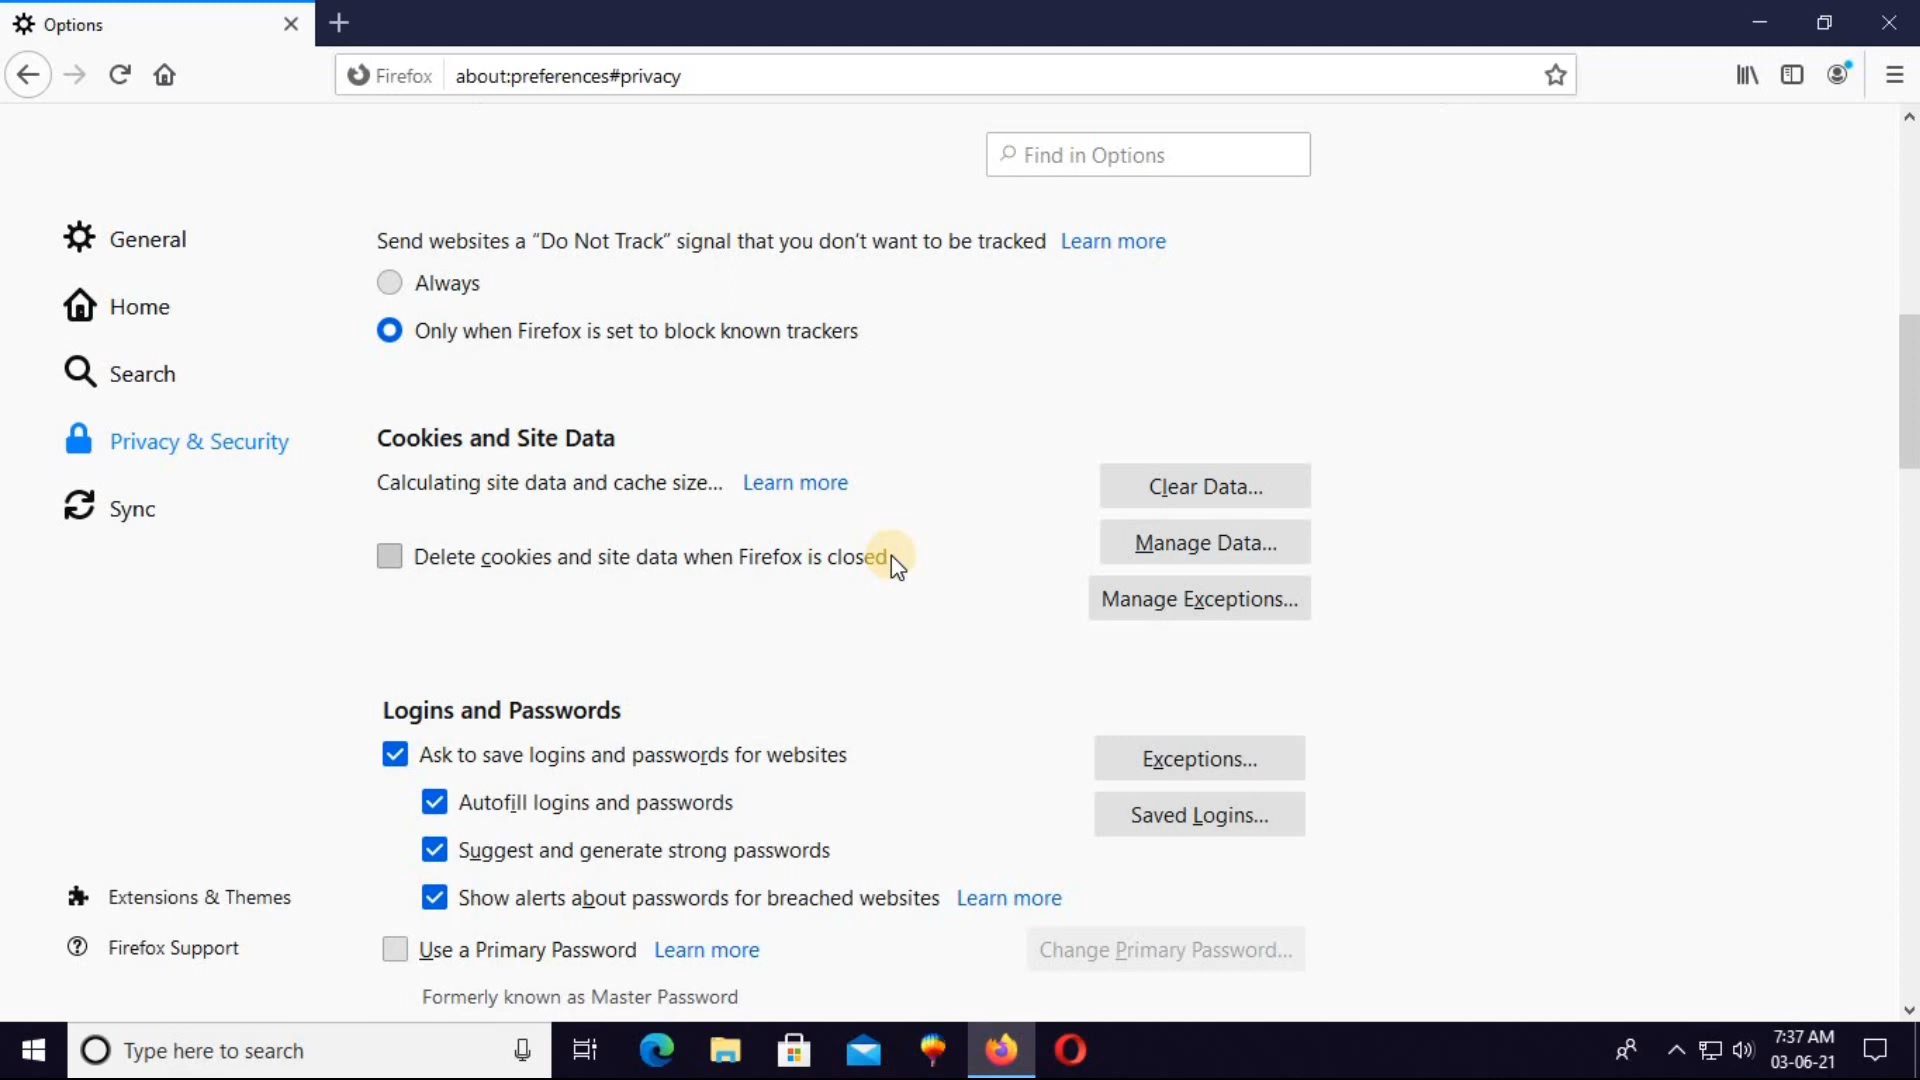 Options
Firefox
about:preferences#privacy
Find in Options
General
Home
Search
Privacy & Security
Sync
Extensions & Themes
Firefox Support
Send websites a “Do Not Track” signal that you don’t want to be tracked Learn more
Always
Only when Firefox is set to block known trackers
Cookies and Site Data
Calculating site data and cache size... Learn more
Clear Data...
Manage Data...
Delete cookies and site data when Firefox is closed
Manage Exceptions...
Logins and Passwords
Ask to save logins and passwords for websites
Exceptions...
Autofill logins and passwords
Saved Logins...
Suggest and generate strong passwords
Show alerts about passwords for breached websites Learn more
Use a Primary Password Learn more
Change Primary Password...
Formerly known as Master Password
Type here to search
7:37 AM
03-06-21